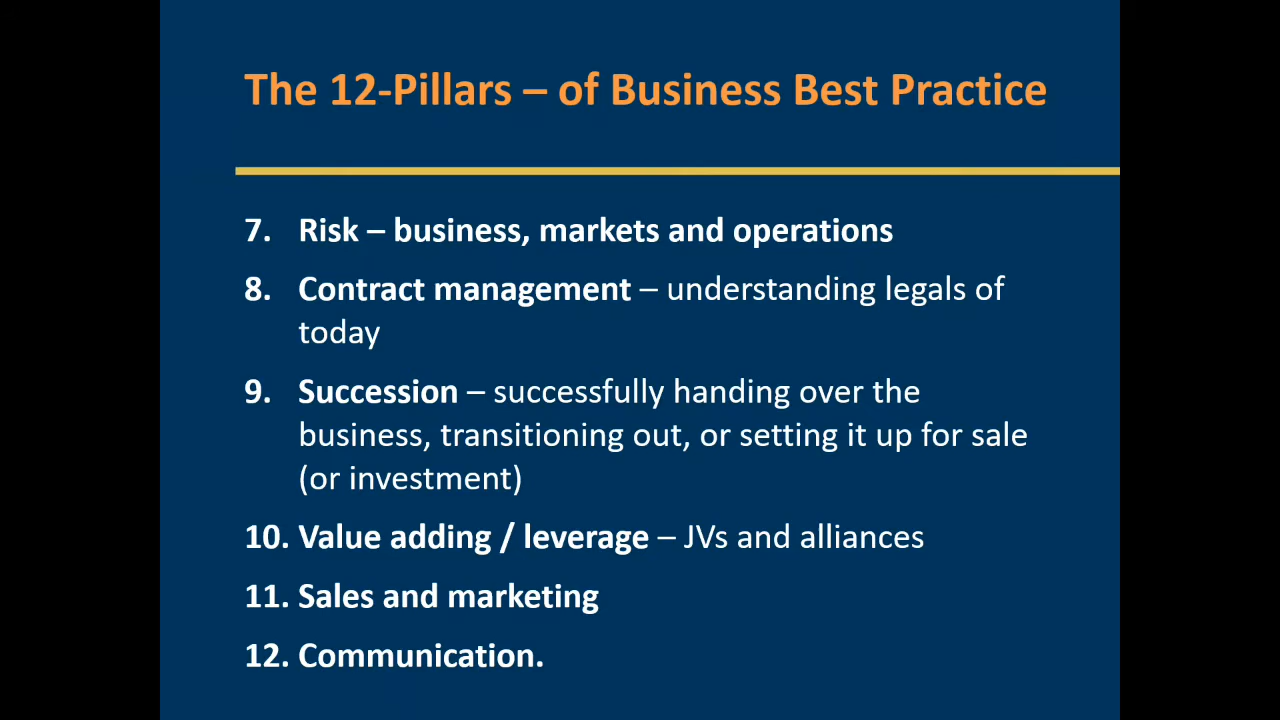 The 12-Pillars – of Business Best Practice
7. Risk – business, markets and operations
8. Contract management – understanding legals of
today
9. Succession – successfully handing over the
business, transitioning out, or setting it up for sale
(or investment)
10. Value adding / leverage – JVs and alliances
11. Sales and marketing
12. Communication.